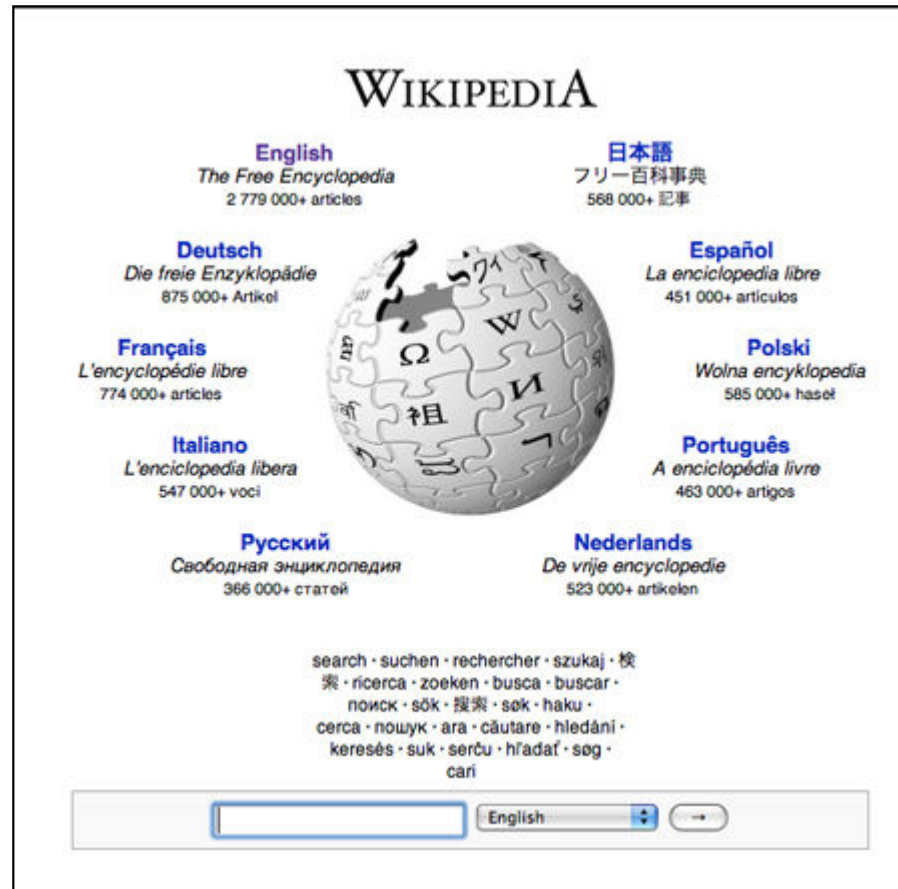 WIKIPEDIA
English
The Free Encyclopedia
2 779 000+ articles
日本語
フリー百科事典
568 000+ 記事
Deutsch
Die freie Enzyklopädie
875 000+ Artikel
Español
La enciclopedia libre
451 000+ artículos
Français
L'encyclopédie libre
774 000+ articles
Polski
Wolna encyklopedia
585 000+ haseł
Italiano
L'enciclopedia libera
547 000+ voci
Português
A enciclopédia livre
463 000+ artigos
Русский
Свободная энциклопедия
366 000+ статей
Nederlands
De vrije encyclopedie
523 000+ artikelen
Ω
W
祖
И
ワィ
search · suchen · rechercher · szukaj · 検
索 · ricerca · zoeken · busca · buscar ·
поиск · sök · 搜索 · søk · haku ·
cerca · пошук · ara · căutare · hledání ·
keresés · suk · serĉu · hľadať · søg ·
cari
English
→